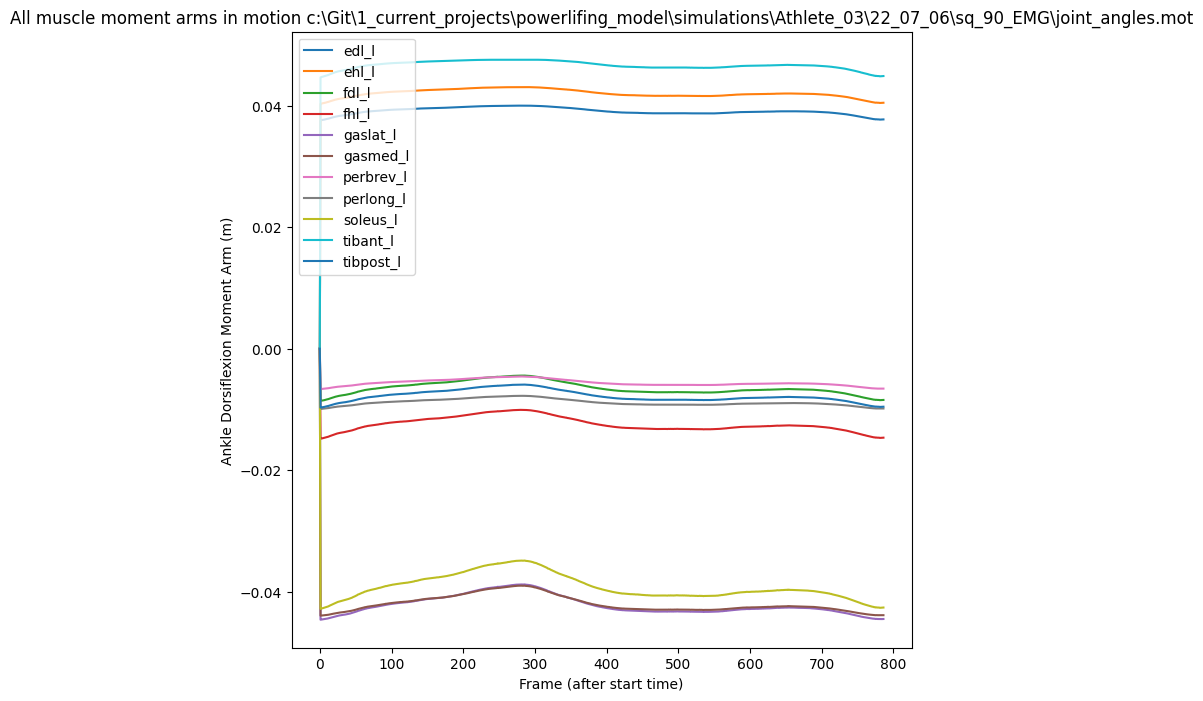 All muscle moment arms in motion c:\Git\1_current_projects\powerlifing_model\simulations\Athlete_03\22_07_06\sq_90_EMG\joint_angles.mot
edl_l
ehl_l
fdl_l
fhl_l
gaslat_l
gasmed_l
perbrev_l
perlong_l
soleus_l
tibant_l
tibpost_l
Ankle Dorsiflexion Moment Arm (m)
0.04
0.02
0.00
−0.02
−0.04
0 100 200 300 400 500 600 700 800
Frame (after start time)